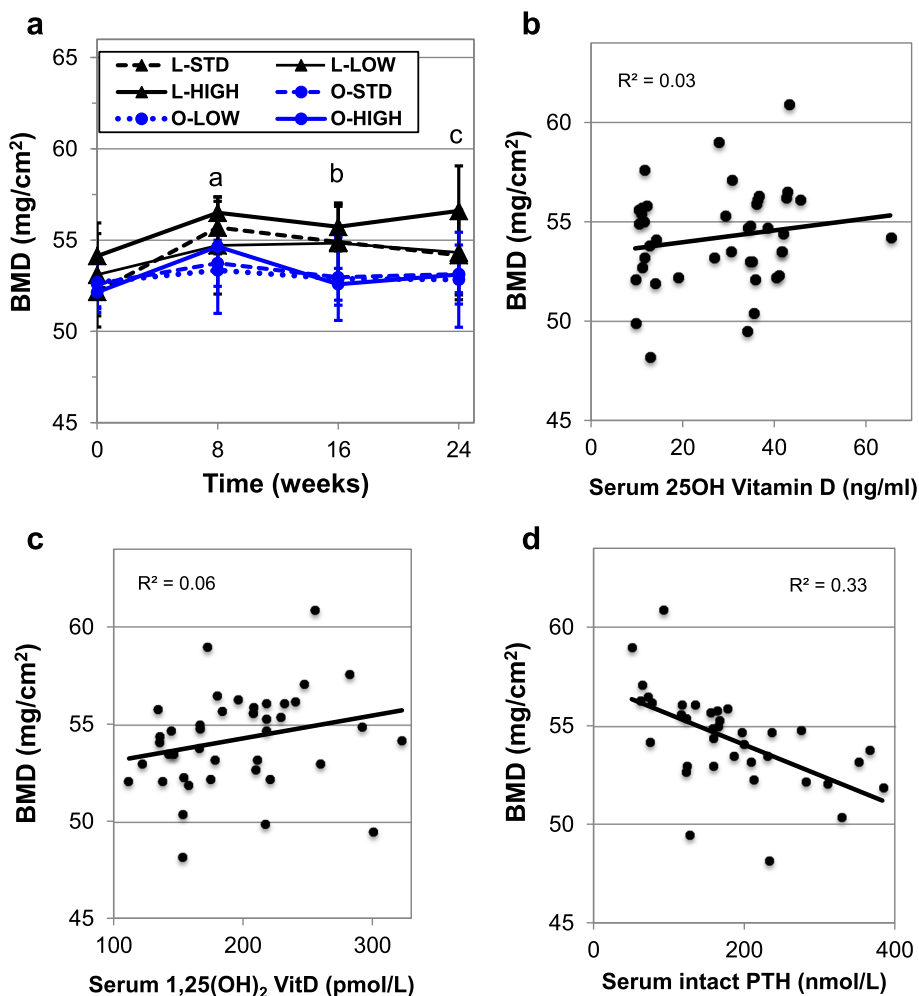 a
65
60
55
50
45
BMD (mg/cm²)
L-STD L-LOW
L-HIGH O-STD
O-LOW O-HIGH
a
b
c
0 8 16 24
Time (weeks)
b
R² = 0.03
60
55
50
45
BMD (mg/cm²)
0 20 40 60
Serum 25OH Vitamin D (ng/ml)
c
R² = 0.06
60
55
50
45
BMD (mg/cm²)
100 200 300
Serum 1,25(OH)₂ VitD (pmol/L)
d
R² = 0.33
60
55
50
45
BMD (mg/cm²)
0 200 400
Serum intact PTH (nmol/L)